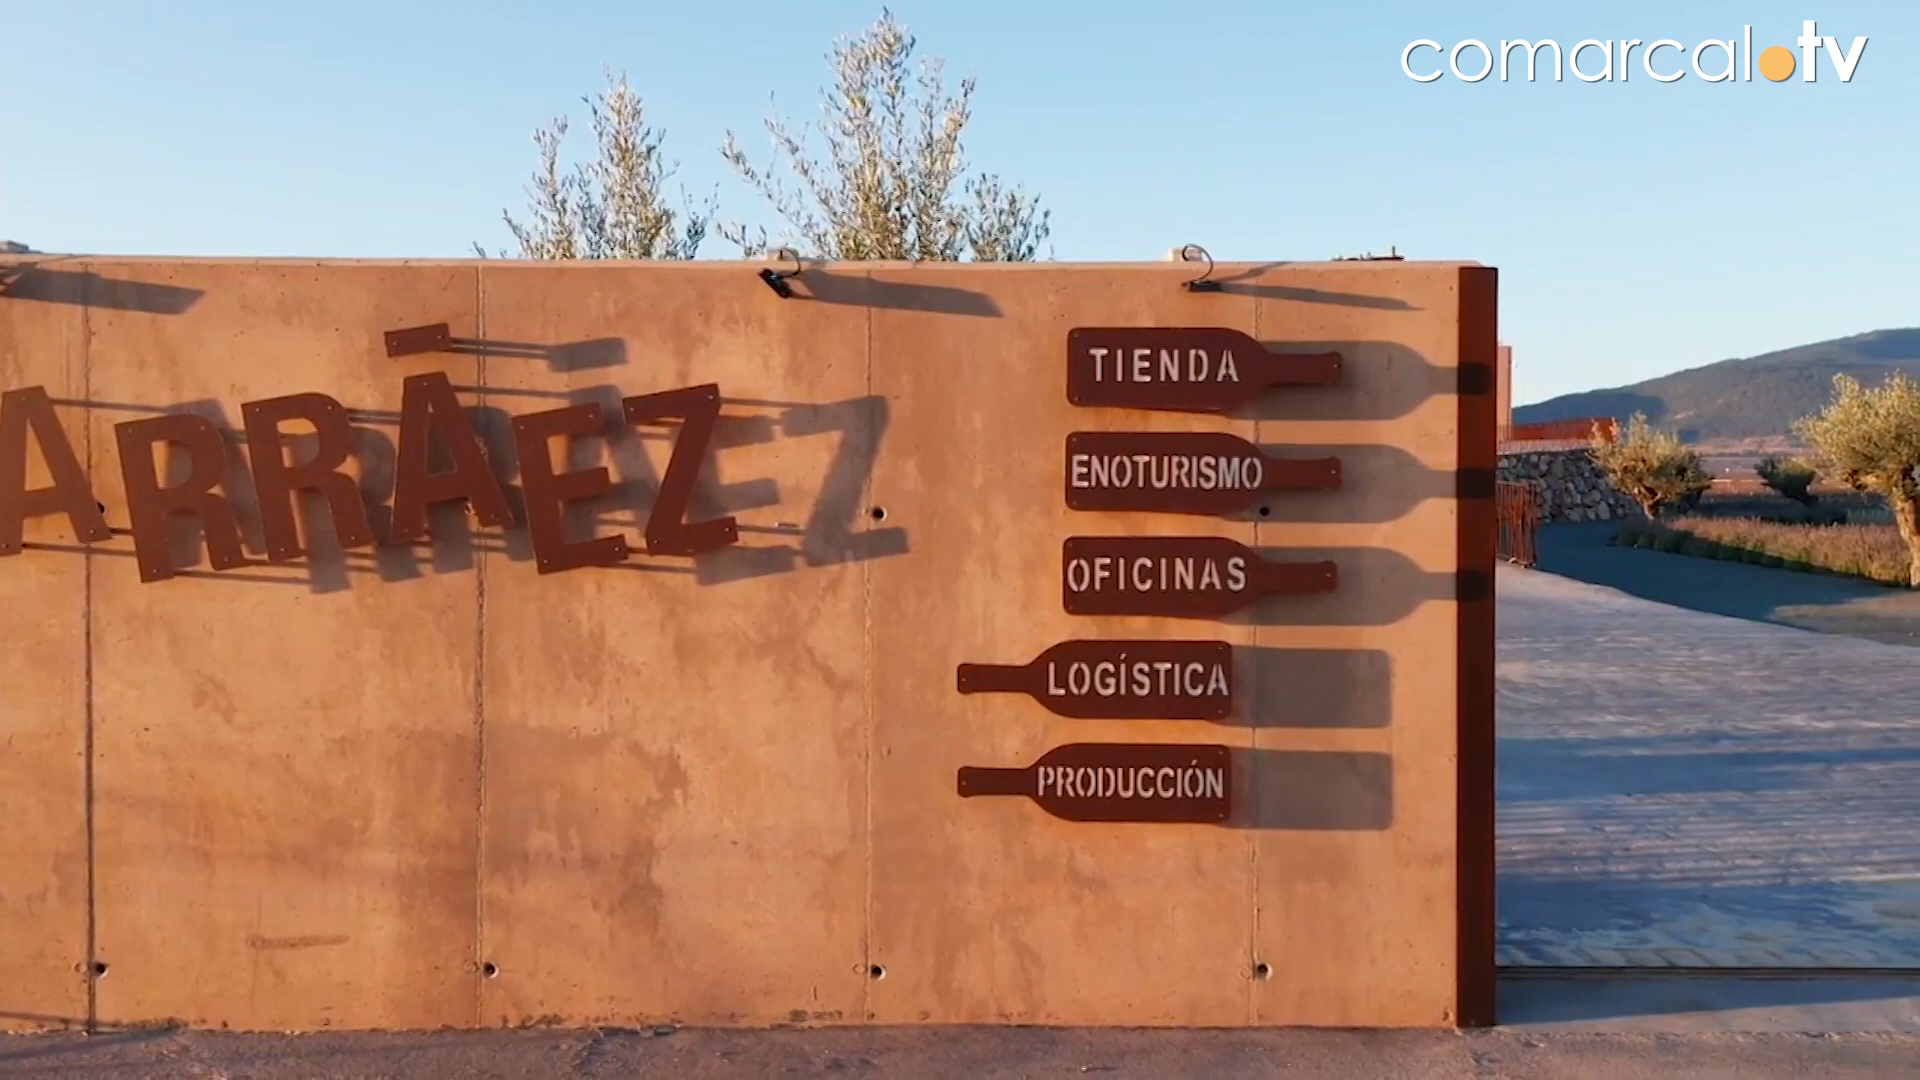 comarcal.tv
ARRÁEZ
TIENDA
ENOTURISMO
OFICINAS
LOGÍSTICA
PRODUCCIÓN